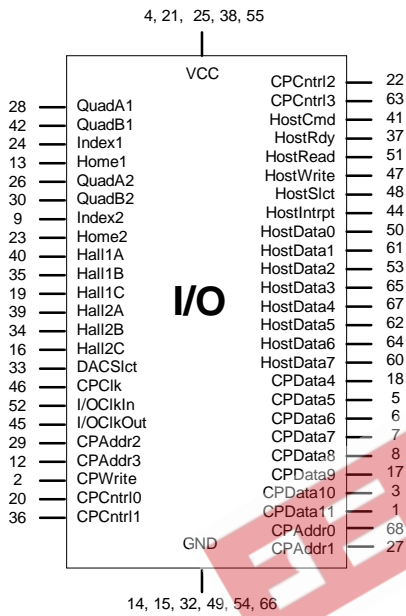 4, 21, 25, 38, 55
VCC
28 QuadA1
42 QuadB1
24 Index1
13 Home1
26 QuadA2
30 QuadB2
9 Index2
23 Home2
40 Hall1A
35 Hall1B
19 Hall1C
39 Hall2A
34 Hall2B
16 Hall2C
33 DACSlct
46 CPClk
52 I/OClkIn
45 I/OClkOut
29 CPAddr2
12 CPAddr3
2 CPWrite
20 CPCntrl0
36 CPCntrl1
I/O
CPCntrl2 22
CPCntrl3 63
HostCmd 41
HostRdy 37
HostRead 51
HostWrite 47
HostSlct 48
HostIntrpt 44
HostData0 50
HostData1 61
HostData2 53
HostData3 65
HostData4 67
HostData5 62
HostData6 64
HostData7 60
CPData4 18
CPData5 5
CPData6 6
CPData7 7
CPData8 8
CPData9 17
CPData10 3
CPData11 1
CPAddr0 68
CPAddr1 27
GND
14, 15, 32, 49, 54, 66